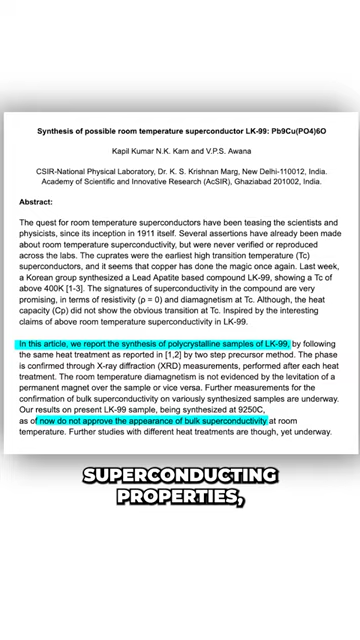 Synthesis of possible room temperature superconductor LK-99: Pb9Cu(PO4)6O
Kapil Kumar N.K. Karn and V.P.S. Awana
CSIR-National Physical Laboratory, Dr. K. S. Krishnan Marg, New Delhi-110012, India.
Academy of Scientific and Innovative Research (AcSIR), Ghaziabad 201002, India.
Abstract:
The quest for room temperature superconductors have been teasing the scientists and
physicists, since its inception in 1911 itself. Several assertions have already been made
about room temperature superconductivity, but were never verified or reproduced
across the labs. The cuprates were the earliest high transition temperature (Tc)
superconductors, and it seems that copper has done the magic once again. Last week,
a Korean group synthesized a Lead Apatite based compound LK-99, showing a Tc of
above 400K [1-3]. The signatures of superconductivity in the compound are very
promising, in terms of resistivity (ρ = 0) and diamagnetism at Tc. Although, the heat
capacity (Cp) did not show the obvious transition at Tc. Inspired by the interesting
claims of above room temperature superconductivity in LK-99.
In this article, we report the synthesis of polycrystalline samples of LK-99, by following
the same heat treatment as reported in [1,2] by two step precursor method. The phase
is confirmed through X-ray diffraction (XRD) measurements, performed after each heat
treatment. The room temperature diamagnetism is not evidenced by the levitation of a
permanent magnet over the sample or vice versa. Further measurements for the
confirmation of bulk superconductivity on variously synthesized samples are underway.
Our results on present LK-99 sample, being synthesized at 9250C,
as of now do not approve the appearance of bulk superconductivity at room
temperature. Further studies with different heat treatments are though, yet underway.
SUPERCONDUCTING
PROPERTIES,